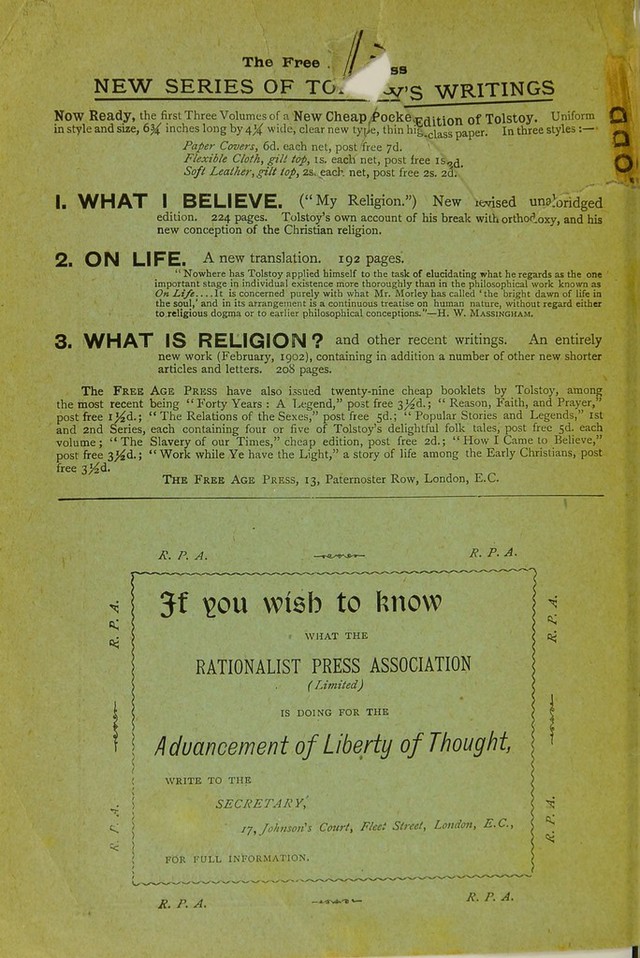 The Free
NEW SERIES OF WRITINGS
Now Ready, the first Three Volumes of a New Cheap Pocke Edition of Tolstoy. Uniform
in style and size, 6¾ inches long by 4¼ wide, clear new type, thin class paper. In three styles:—
Paper Covers, 6d. each net, post free 7d.
Flexible Cloth, gilt top, 1s. each net, post free 1s. 3d.
Soft Leather, gilt top, 2s. each net, post free 2s. 2d.
1. WHAT I BELIEVE. ("My Religion.") New revised unabridged
edition. 224 pages. Tolstoy's own account of his break with orthodoxy, and his
new conception of the Christian religion.
2. ON LIFE. A new translation. 192 pages.
"Nowhere has Tolstoy applied himself to the task of elucidating what he regards as the one
important stage in individual existence more thoroughly than in the philosophical work known as
On Life.... It is concerned purely with what Mr. Morley has called 'the bright dawn of life in
the soul,' and in its arrangement is a continuous treatise on human nature, without regard either
to religious dogma or to earlier philosophical conceptions."—H. W. MASSINGHAM.
3. WHAT IS RELIGION? and other recent writings. An entirely
new work (February, 1902), containing in addition a number of other new shorter
articles and letters. 208 pages.
The FREE AGE PRESS have also issued twenty-nine cheap booklets by Tolstoy, among
the most recent being "Forty Years: A Legend," post free 3½d.; "Reason, Faith, and Prayer,"
post free 1½d.; "The Relations of the Sexes," post free 5d.; "Popular Stories and Legends," 1st
and 2nd Series, each containing four or five of Tolstoy's delightful folk tales, post free 5d. each
volume; "The Slavery of our Times," cheap edition, post free 2d.; "How I Came to Believe,"
post free 3½d.; "Work while Ye have the Light," a story of life among the Early Christians, post
free 3½d.
THE FREE AGE PRESS, 13, Paternoster Row, London, E.C.
R. P. A. R. P. A.
R. P. A. R. P. A.
If you wish to know
WHAT THE
RATIONALIST PRESS ASSOCIATION
(Limited)
IS DOING FOR THE
Advancement of Liberty of Thought,
WRITE TO THE
SECRETARY,
17, Johnson's Court, Fleet Street, London, E.C.,
FOR FULL INFORMATION.
R. P. A. R. P. A.
R. P. A. R. P. A.